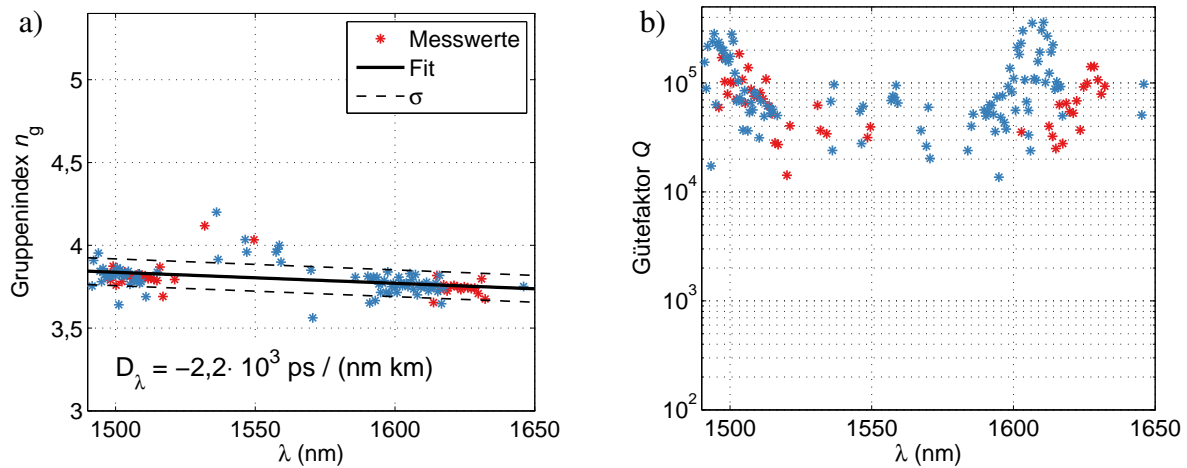 a)
Gruppenindex n_g
5
4,5
4
3,5
3
1500 1550 1600 1650
λ (nm)
Messwerte
Fit
σ
D_λ = −2,2· 10^3 ps / (nm km)
b)
Gütefaktor Q
10^5
10^4
10^3
10^2
1500 1550 1600 1650
λ (nm)